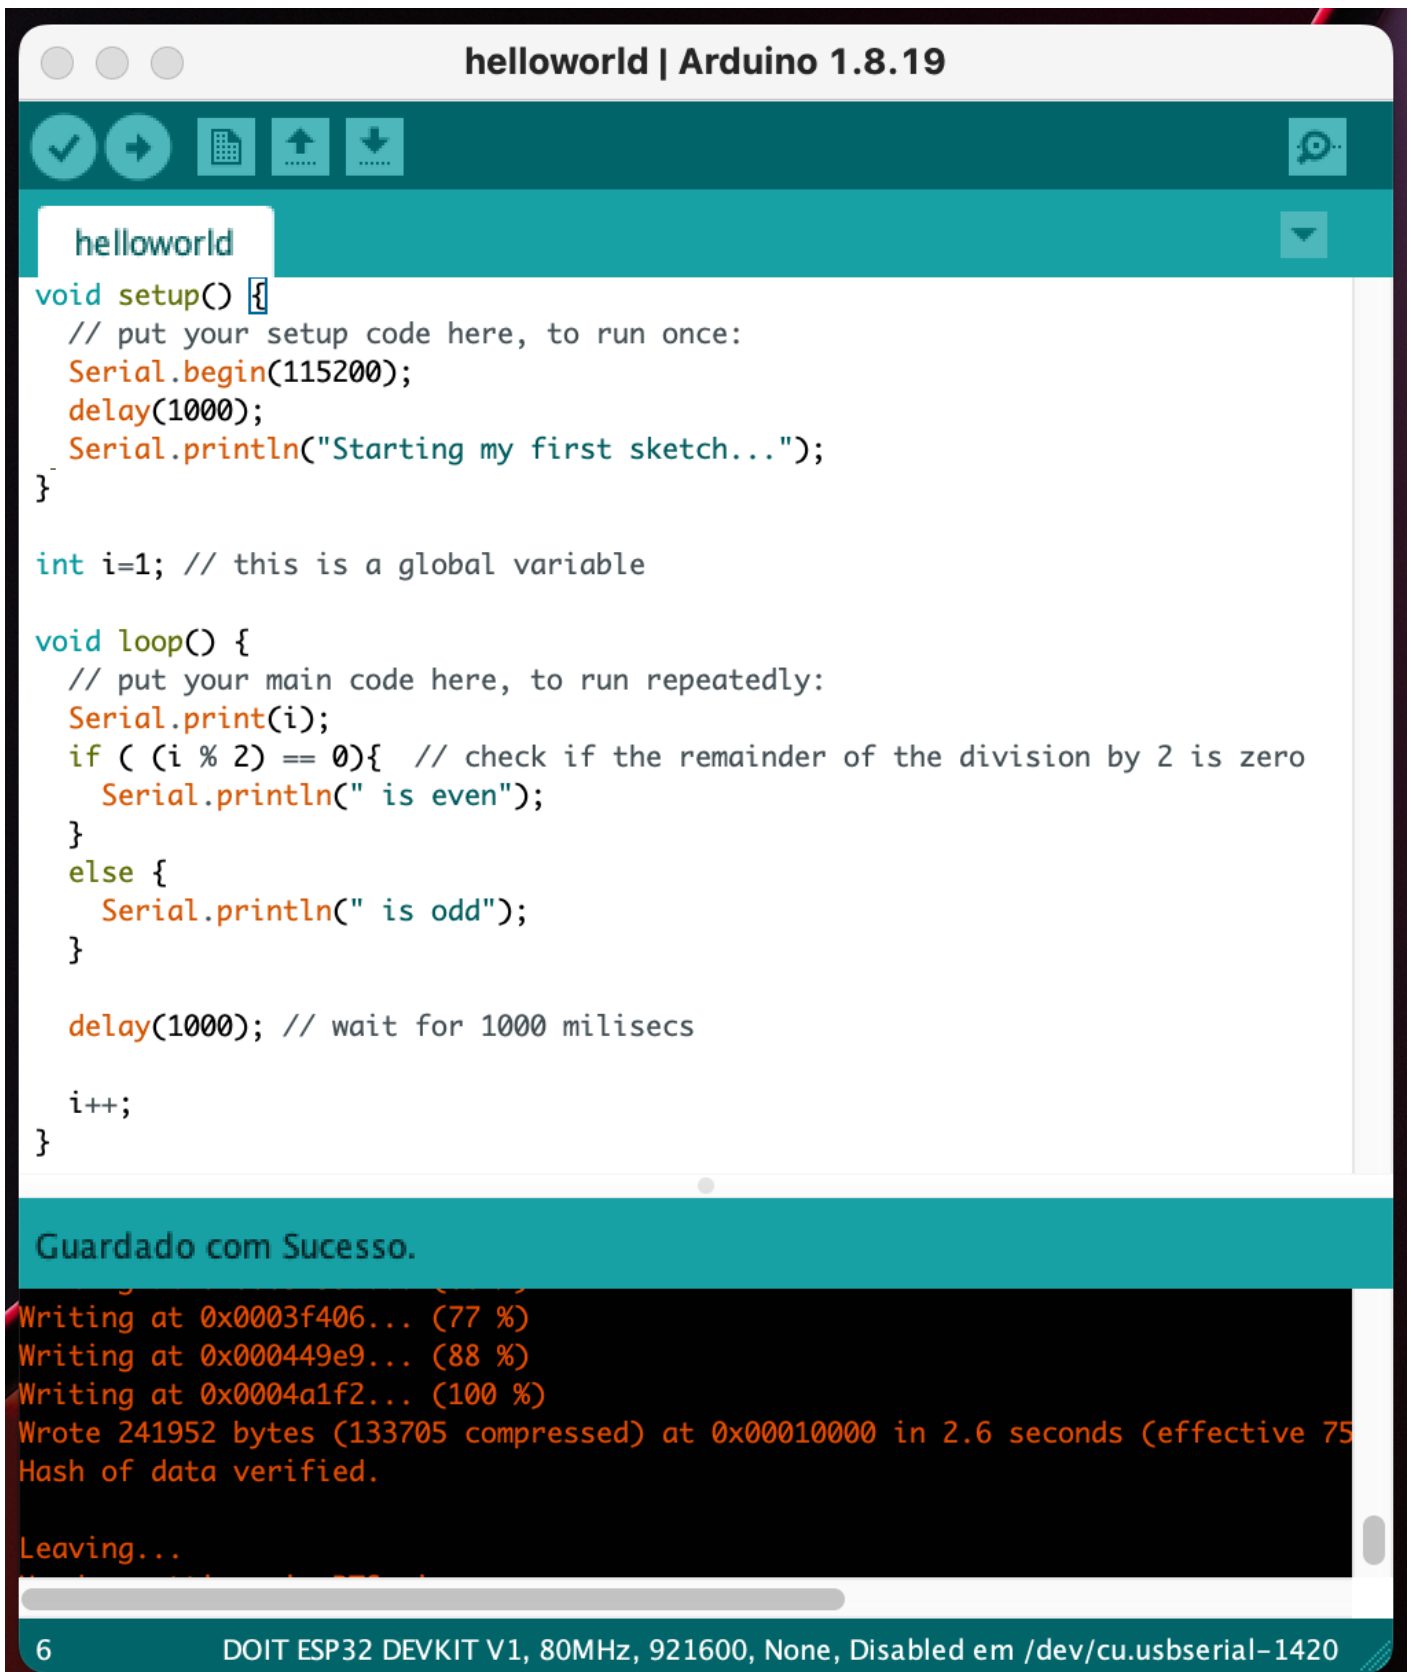 helloworld | Arduino 1.8.19
helloworld
void setup() {
  // put your setup code here, to run once:
  Serial.begin(115200);
  delay(1000);
  Serial.println("Starting my first sketch...");
}
int i=1; // this is a global variable
void loop() {
  // put your main code here, to run repeatedly:
  Serial.print(i);
  if ( (i % 2) == 0){  // check if the remainder of the division by 2 is zero
    Serial.println(" is even");
  }
  else {
    Serial.println(" is odd");
  }
  delay(1000); // wait for 1000 milisecs
  i++;
}
Guardado com Sucesso.
Writing at 0x0003f406... (77 %)
Writing at 0x000449e9... (88 %)
Writing at 0x0004a1f2... (100 %)
Wrote 241952 bytes (133705 compressed) at 0x00010000 in 2.6 seconds (effective 75
Hash of data verified.
Leaving...
6 DOIT ESP32 DEVKIT V1, 80MHz, 921600, None, Disabled em /dev/cu.usbserial-1420